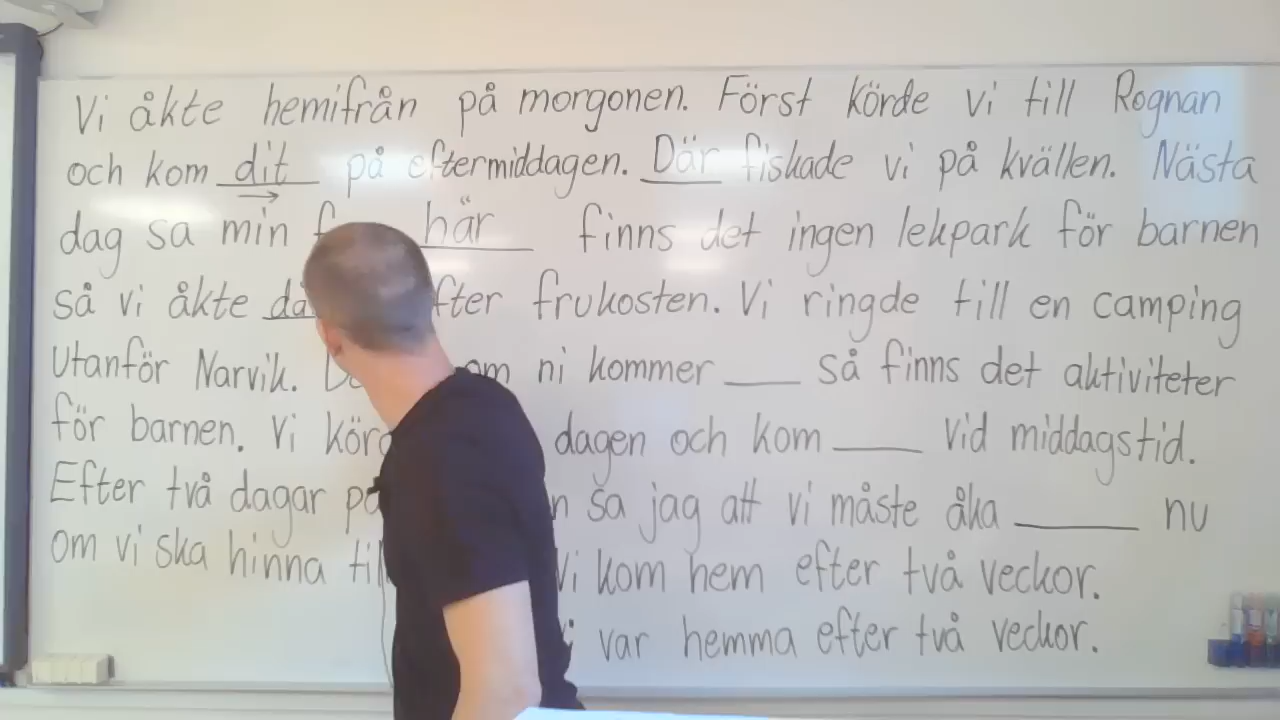 Vi åkte hemifrån på morgonen. Först körde vi till Rognan
och kom dit på eftermiddagen. Där fiskade vi på kvällen. Nästa
dag sa min här finns det ingen lekpark för barnen
så vi åkte frukosten. Vi ringde till en camping
utanför Narvik. om ni kommer ____ så finns det aktiviteter
för barnen. Vi dagen och kom ____ vid middagstid.
Efter två dagar sa jag att vi måste åka ____ nu
om vi ska hinna Vi kom hem efter två veckor.
var hemma efter två veckor.